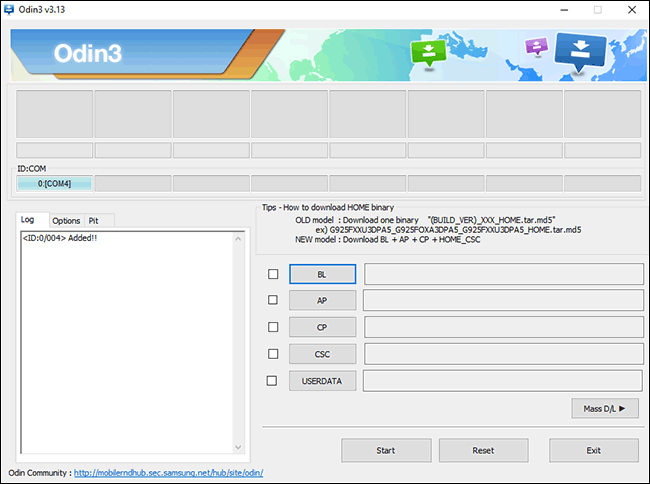 Odin3 v3.13
Odin3
ID:COM
0:[COM4]
Log
Options
Pit
<ID:0/004> Added!!
Tips - How to download HOME binary
OLD model : Download one binary "(BUILD_VER)_XXX_HOME.tar.md5"
ex) G925FXXU3DPA5_G925FOXA3DPA5_G925FXXU3DPA5_HOME.tar.md5
NEW model : Download BL + AP + CP + HOME_CSC
BL
AP
CP
CSC
USERDATA
Mass D/L ▶
Start
Reset
Exit
Odin Community : http://mobilerndhub.sec.samsung.net/hub/site/odin/